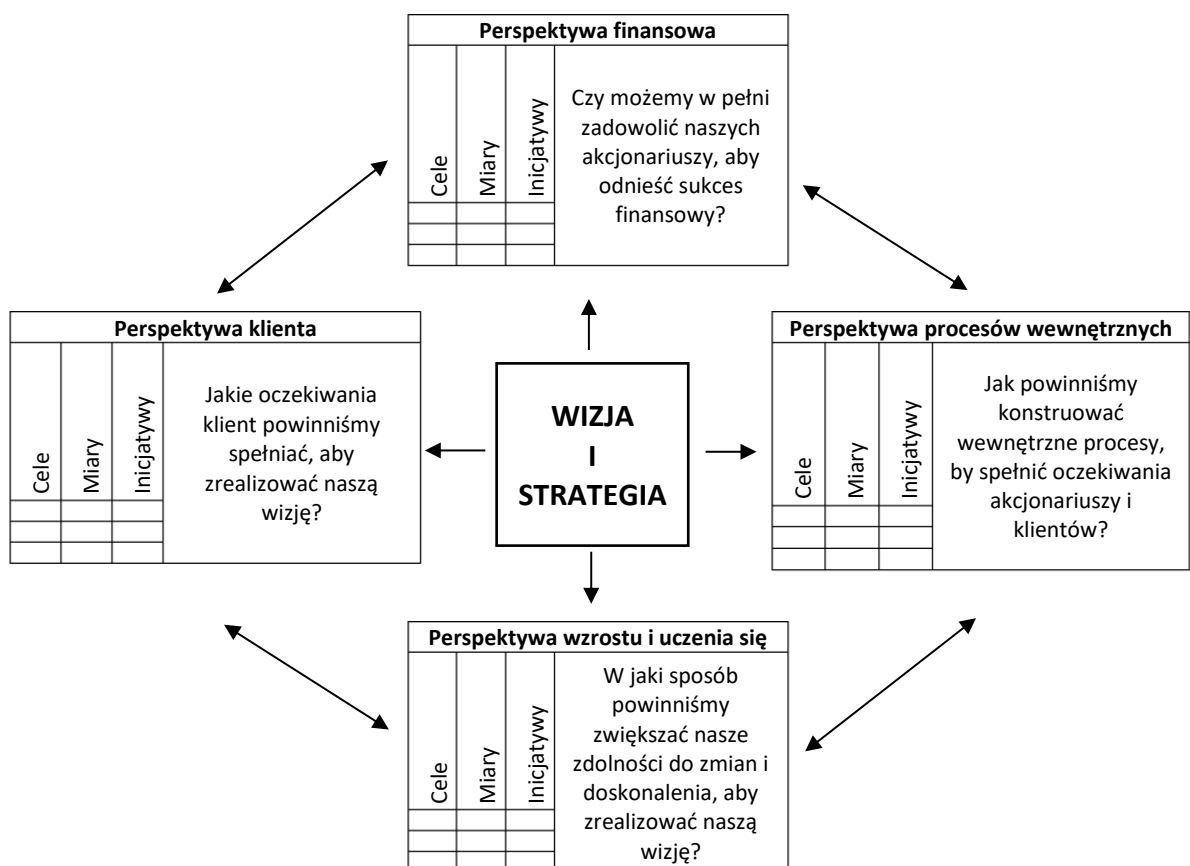 Perspektywa finansowa
Cele
Miary
Inicjatywy
Czy możemy w pełni
zadowolić naszych
akcjonariuszy, aby
odnieść sukces
finansowy?
Perspektywa klienta
Cele
Miary
Inicjatywy
Jakie oczekiwania
klient powinniśmy
spełniać, aby
zrealizować naszą
wizję?
WIZJA
I
STRATEGIA
Perspektywa procesów wewnętrznych
Cele
Miary
Inicjatywy
Jak powinniśmy
konstruować
wewnętrzne procesy,
by spełnić oczekiwania
akcjonariuszy i
klientów?
Perspektywa wzrostu i uczenia się
Cele
Miary
Inicjatywy
W jaki sposób
powinniśmy
zwiększać nasze
zdolności do zmian i
doskonalenia, aby
zrealizować naszą
wizję?